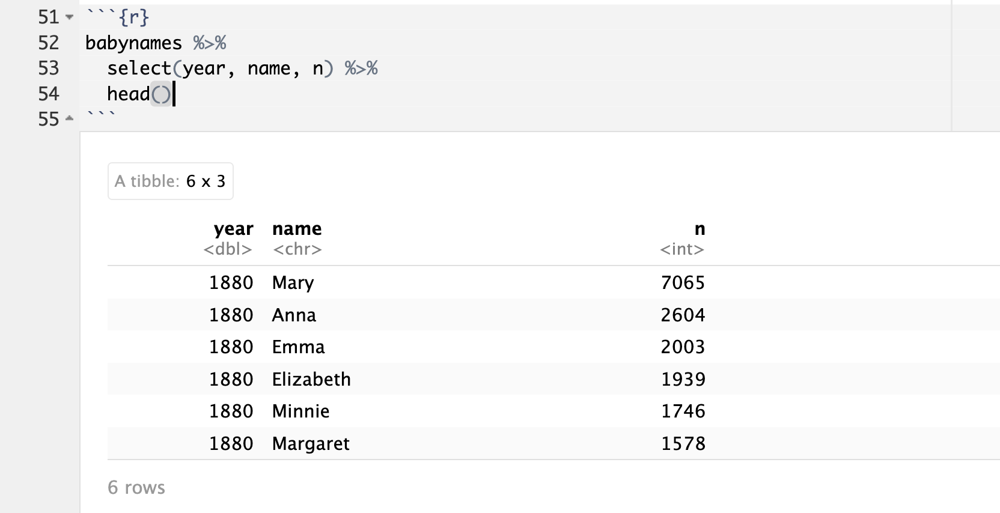 51 ```{r}
52 babynames %>%
53   select(year, name, n) %>%
54   head()
55 ```
A tibble: 6 x 3
year name n
<dbl> <chr> <int>
1880 Mary 7065
1880 Anna 2604
1880 Emma 2003
1880 Elizabeth 1939
1880 Minnie 1746
1880 Margaret 1578
6 rows